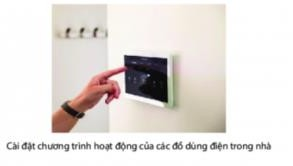 Cài đặt chương trình hoạt động của các đồ dùng điện trong nhà